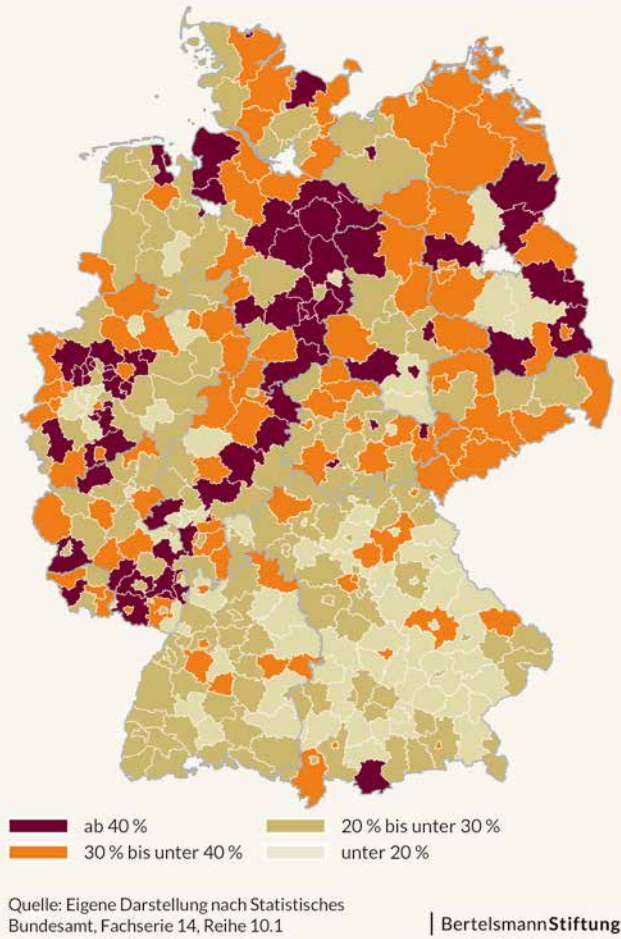 ab 40 %
20 % bis unter 30 %
30 % bis unter 40 %
unter 20 %
Quelle: Eigene Darstellung nach Statistisches
Bundesamt, Fachserie 14, Reihe 10.1
BertelsmannStiftung